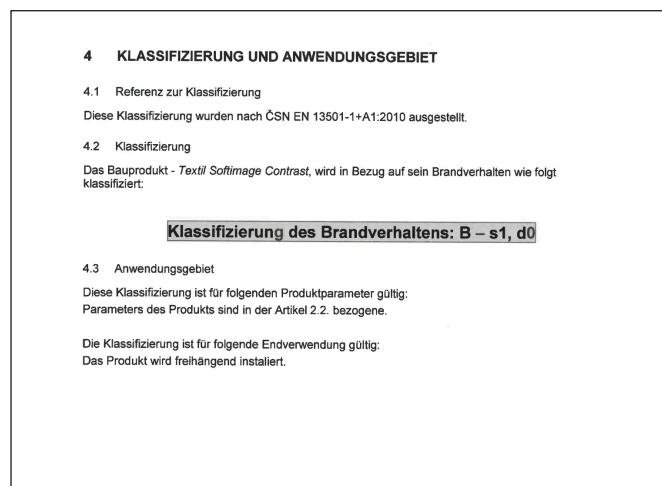 4 KLASSIFIZIERUNG UND ANWENDUNGSGEBIET
4.1 Referenz zur Klassifizierung
Diese Klassifizierung wurden nach ČSN EN 13501-1+A1:2010 ausgestellt.
4.2 Klassifizierung
Das Bauprodukt - Textil Softimage Contrast, wird in Bezug auf sein Brandverhalten wie folgt
klassifiziert:
Klassifizierung des Brandverhaltens: B – s1, d0
4.3 Anwendungsgebiet
Diese Klassifizierung ist für folgenden Produktparameter gültig:
Parameters des Produkts sind in der Artikel 2.2. bezogene.
Die Klassifizierung ist für folgende Endverwendung gültig:
Das Produkt wird freihängend instaliert.